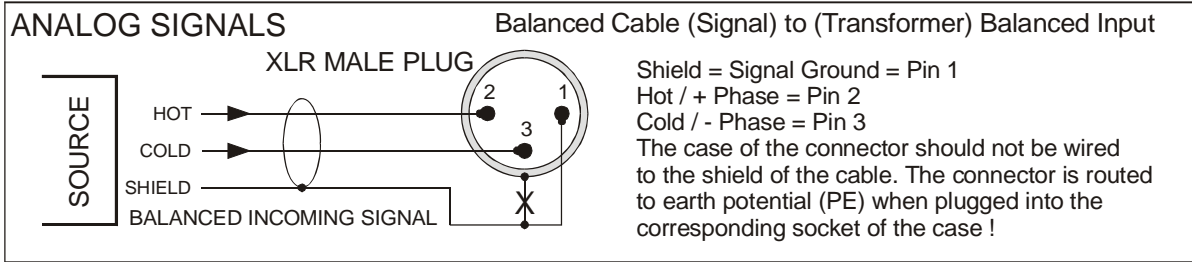 ANALOG SIGNALS
Balanced Cable (Signal) to (Transformer) Balanced Input
XLR MALE PLUG
SOURCE
HOT
COLD
SHIELD
BALANCED INCOMING SIGNAL
2
1
3
X
Shield = Signal Ground = Pin 1
Hot / + Phase = Pin 2
Cold / - Phase = Pin 3
The case of the connector should not be wired
to the shield of the cable. The connector is routed
to earth potential (PE) when plugged into the
corresponding socket of the case !